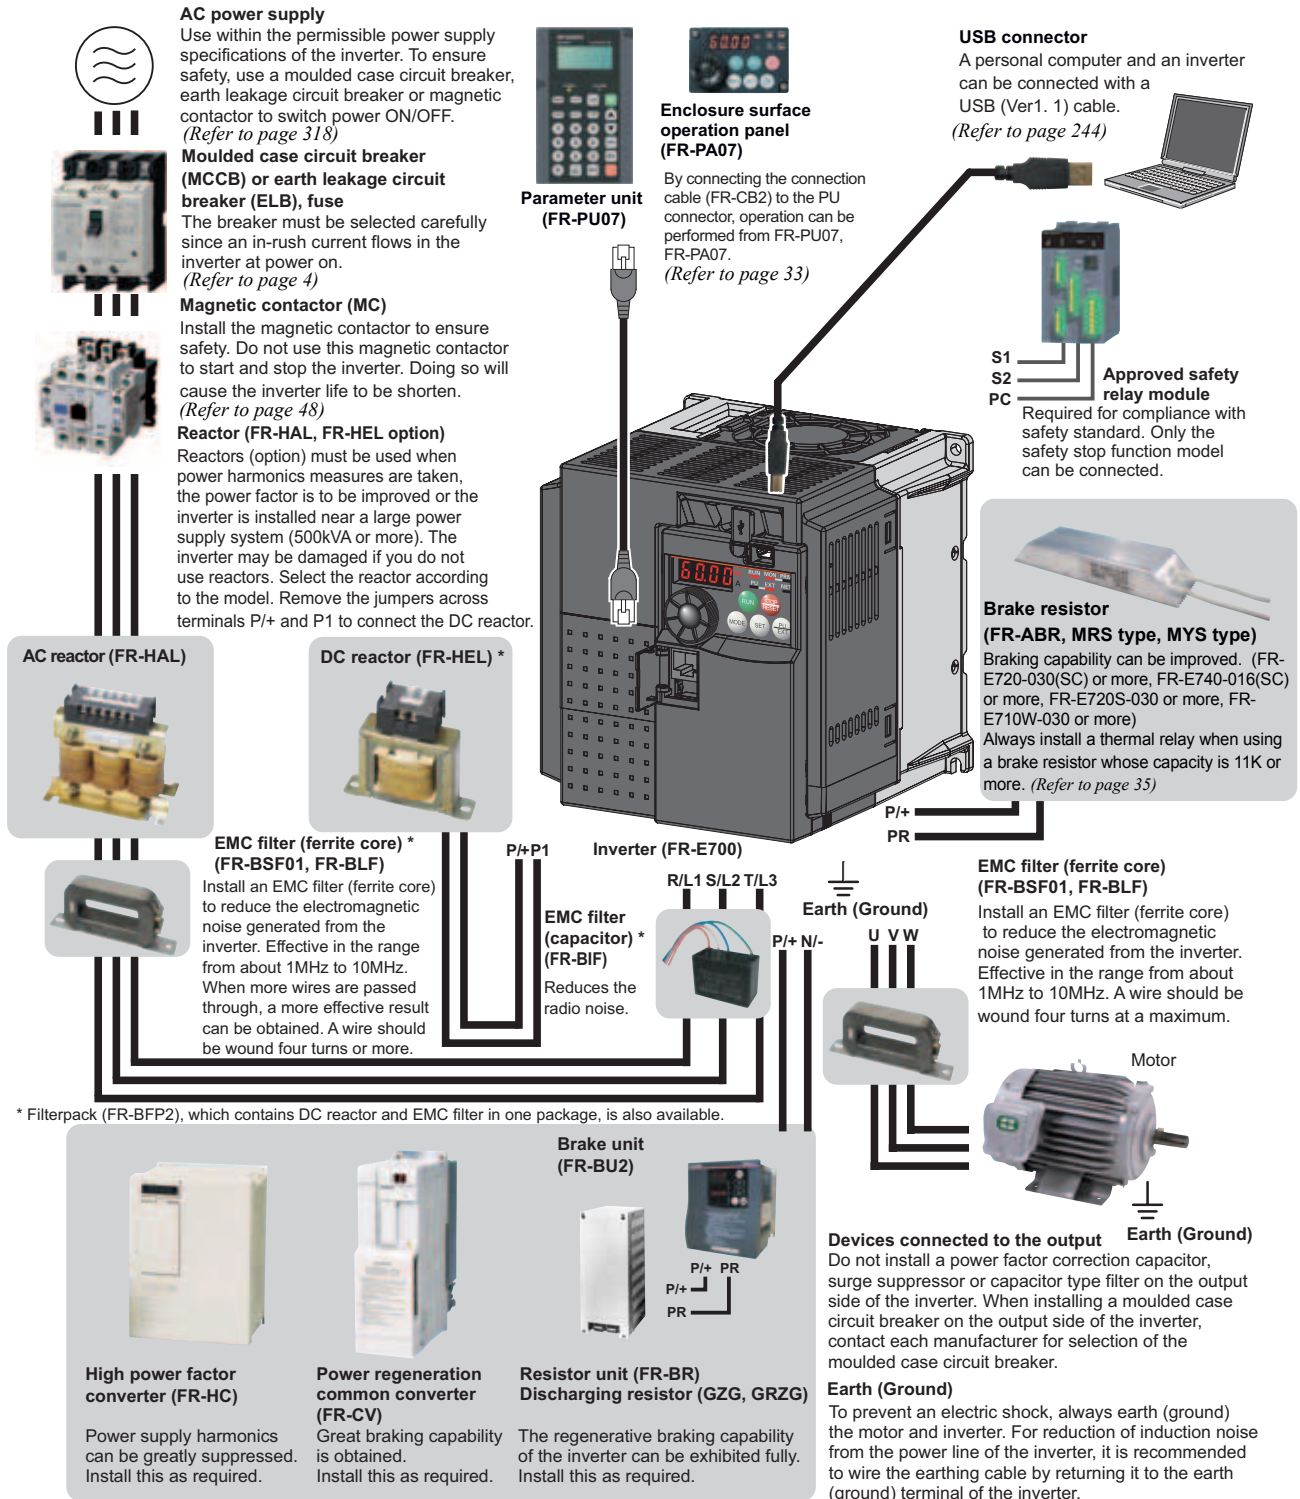 AC power supply
Use within the permissible power supply
specifications of the inverter. To ensure
safety, use a moulded case circuit breaker,
earth leakage circuit breaker or magnetic
contactor to switch power ON/OFF.
(Refer to page 318)
Moulded case circuit breaker
(MCCB) or earth leakage circuit
breaker (ELB), fuse
The breaker must be selected carefully
since an in-rush current flows in the
inverter at power on.
(Refer to page 4)
Magnetic contactor (MC)
Install the magnetic contactor to ensure
safety. Do not use this magnetic contactor
to start and stop the inverter. Doing so will
cause the inverter life to be shorten.
(Refer to page 48)
Reactor (FR-HAL, FR-HEL option)
Reactors (option) must be used when
power harmonics measures are taken,
the power factor is to be improved or the
inverter is installed near a large power
supply system (500kVA or more). The
inverter may be damaged if you do not
use reactors. Select the reactor according
to the model. Remove the jumpers across
terminals P/+ and P1 to connect the DC reactor.
Parameter unit
(FR-PU07)
60.00
Enclosure surface
operation panel
(FR-PA07)
By connecting the connection
cable (FR-CB2) to the PU
connector, operation can be
performed from FR-PU07,
FR-PA07.
(Refer to page 33)
USB connector
A personal computer and an inverter
can be connected with a
USB (Ver1. 1) cable.
(Refer to page 244)
S1
S2
PC
Approved safety
relay module
Required for compliance with
safety standard. Only the
safety stop function model
can be connected.
60.00
A
RUN MON PRM
PU EXT NET
RUN
STOP
RESET
MODE
SET
PU
EXT
Brake resistor
(FR-ABR, MRS type, MYS type)
Braking capability can be improved. (FR-
E720-030(SC) or more, FR-E740-016(SC)
or more, FR-E720S-030 or more, FR-
E710W-030 or more)
Always install a thermal relay when using
a brake resistor whose capacity is 11K or
more. (Refer to page 35)
P/+
PR
AC reactor (FR-HAL)
DC reactor (FR-HEL) *
EMC filter (ferrite core) *
(FR-BSF01, FR-BLF)
Install an EMC filter (ferrite core)
to reduce the electromagnetic
noise generated from the
inverter. Effective in the range
from about 1MHz to 10MHz.
When more wires are passed
through, a more effective result
can be obtained. A wire should
be wound four turns or more.
P/+ P1
Inverter (FR-E700)
R/L1 S/L2 T/L3
EMC filter
(capacitor) *
(FR-BIF)
Reduces the
radio noise.
P/+ N/-
Earth (Ground)
U V W
EMC filter (ferrite core)
(FR-BSF01, FR-BLF)
Install an EMC filter (ferrite core)
to reduce the electromagnetic
noise generated from the inverter.
Effective in the range from about
1MHz to 10MHz. A wire should be
wound four turns at a maximum.
Motor
Earth (Ground)
* Filterpack (FR-BFP2), which contains DC reactor and EMC filter in one package, is also available.
Brake unit
(FR-BU2)
P/+ PR
P/+
PR
High power factor
converter (FR-HC)
Power supply harmonics
can be greatly suppressed.
Install this as required.
Power regeneration
common converter
(FR-CV)
Great braking capability
is obtained.
Install this as required.
Resistor unit (FR-BR)
Discharging resistor (GZG, GRZG)
The regenerative braking capability
of the inverter can be exhibited fully.
Install this as required.
Devices connected to the output
Do not install a power factor correction capacitor,
surge suppressor or capacitor type filter on the output
side of the inverter. When installing a moulded case
circuit breaker on the output side of the inverter,
contact each manufacturer for selection of the
moulded case circuit breaker.
Earth (Ground)
To prevent an electric shock, always earth (ground)
the motor and inverter. For reduction of induction noise
from the power line of the inverter, it is recommended
to wire the earthing cable by returning it to the earth
(ground) terminal of the inverter.